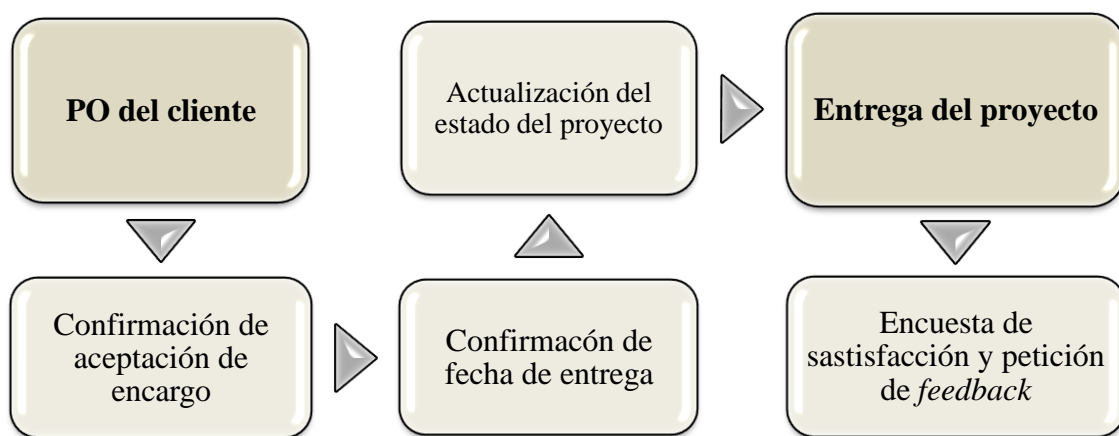 PO del cliente
Confirmación de
aceptación de
encargo
Confirmacón de
fecha de entrega
Actualización del
estado del proyecto
Entrega del proyecto
Encuesta de
sastisfacción y petición
de feedback